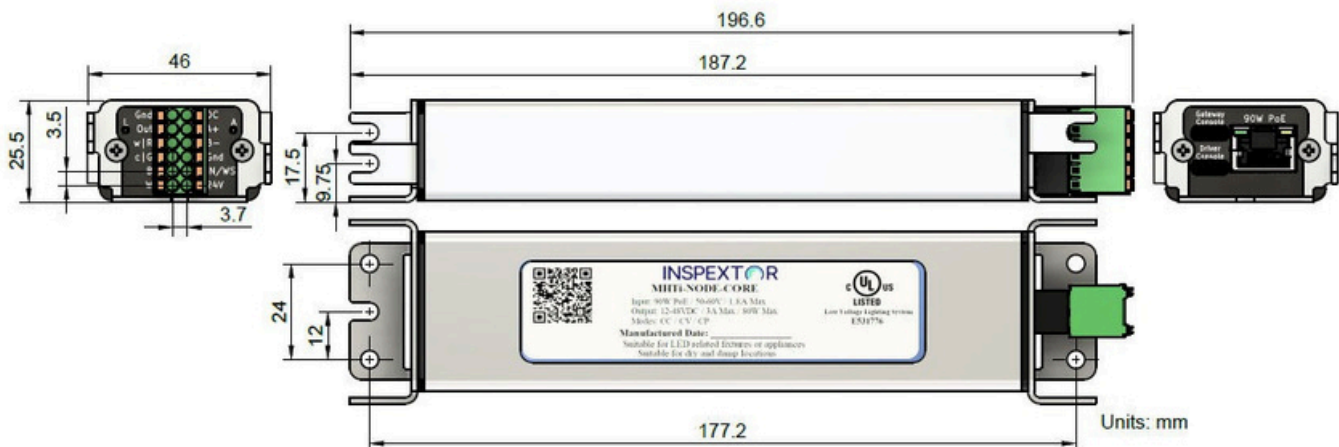 196.6
187.2
46
25.5
3.5
3.7
Gnd DC
L Out A+ A
w|R B-
c|G Gnd
B IN/WS
24V
17.5
9.75
Gateway Console
90W PoE
Driver Console
24
12
INSPEXTOR
MHTi-NODE-CORE
Input: 90W PoE / 50-60V / 1.8A Max
Output: 12-48VDC / 3A Max / 80W Max
Modes: CC / CV / CP
Manufactured Date:
Suitable for LED related fixtures or appliances
Suitable for dry and damp locations
c UL US
LISTED
Low Voltage Lighting System
E531776
177.2
Units: mm